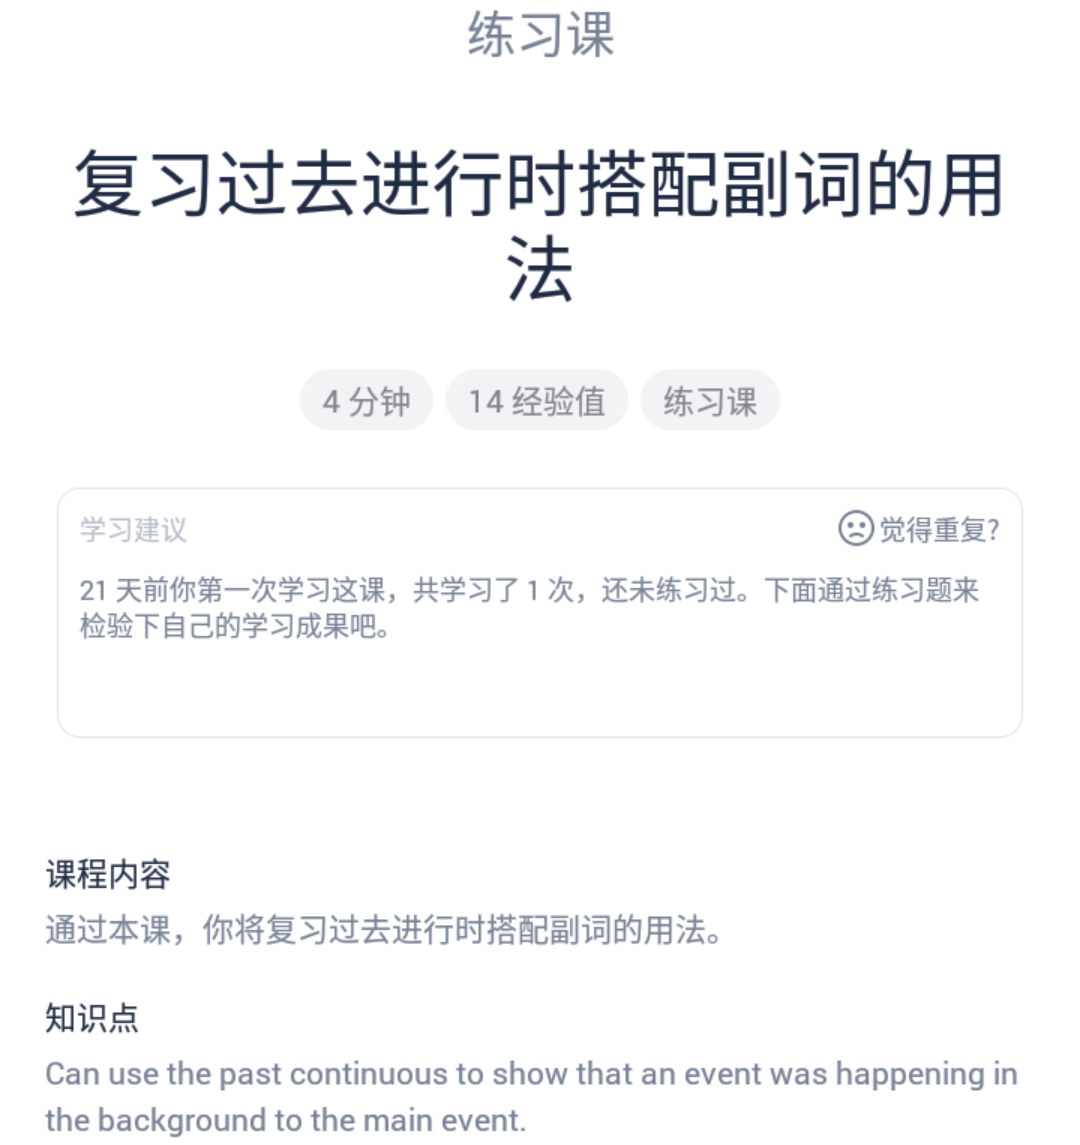 练习课
复习过去进行时搭配副词的用
法
4 分钟
14 经验值
练习课
学习建议
觉得重复?
21 天前你第一次学习这课，共学习了 1 次，还未练习过。下面通过练习题来
检验下自己的学习成果吧。
课程内容
通过本课，你将复习过去进行时搭配副词的用法。
知识点
Can use the past continuous to show that an event was happening in
the background to the main event.